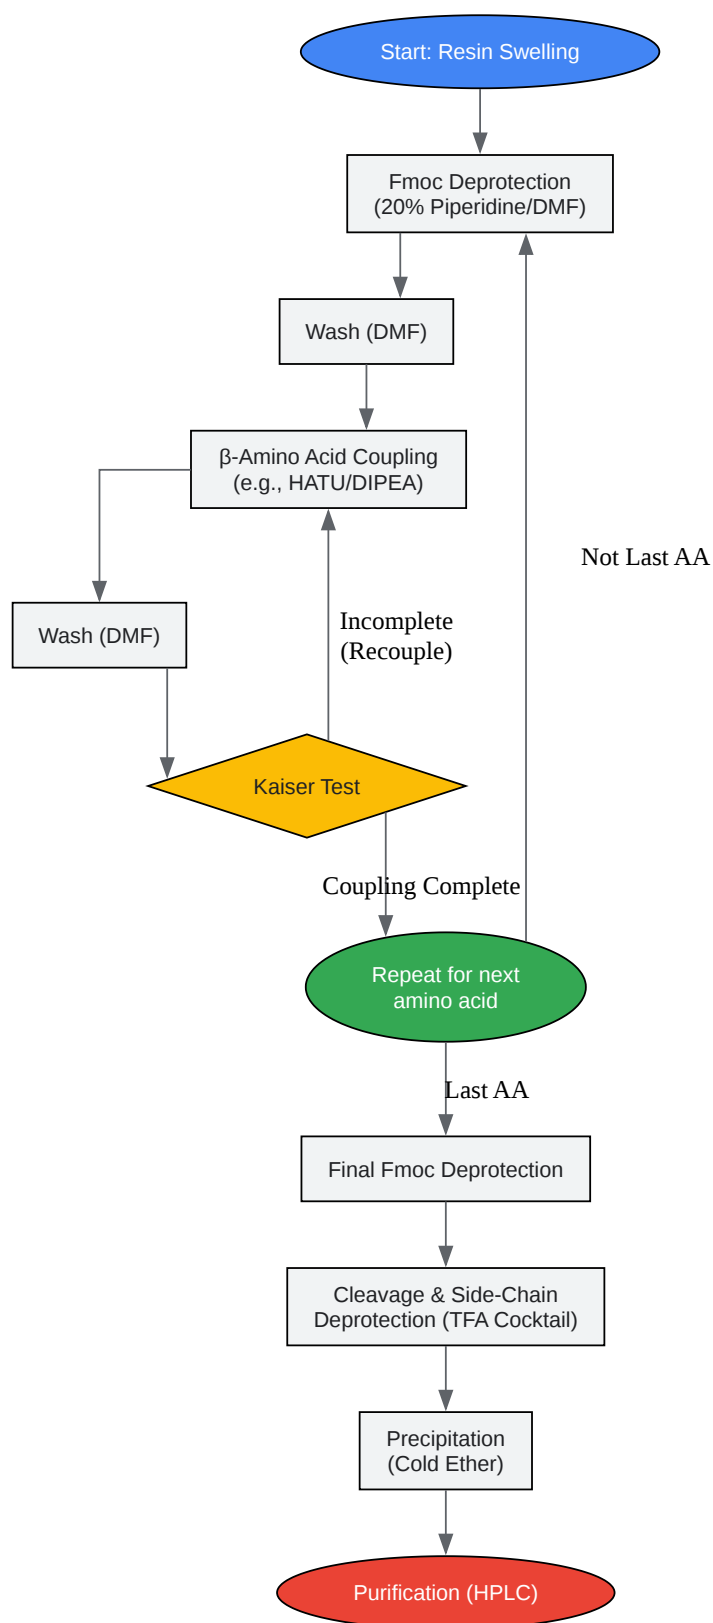 Start: Resin Swelling
Fmoc Deprotection
(20% Piperidine/DMF)
Wash (DMF)
β-Amino Acid Coupling
(e.g., HATU/DIPEA)
Not Last AA
Incomplete
(Recouple)
Wash (DMF)
Kaiser Test
Coupling Complete
Repeat for next
amino acid
Last AA
Final Fmoc Deprotection
Cleavage & Side-Chain
Deprotection (TFA Cocktail)
Precipitation
(Cold Ether)
Purification (HPLC)